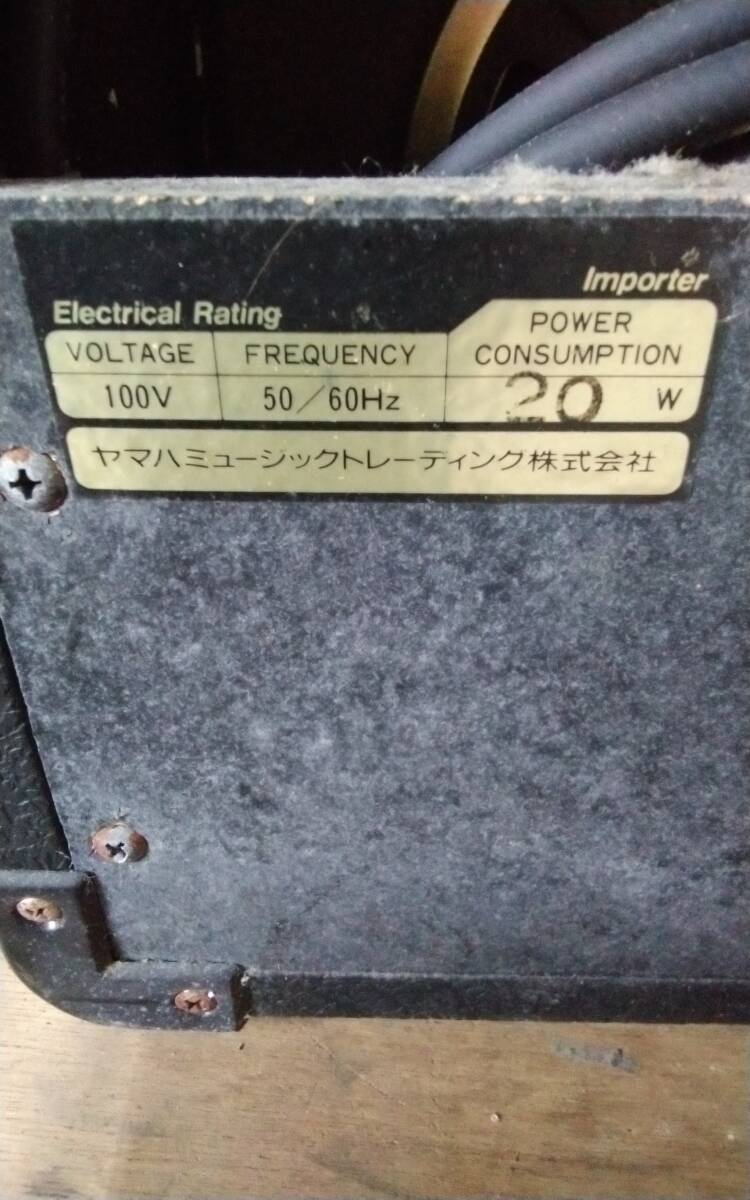 Importer
Electrical Rating
VOLTAGE FREQUENCY POWER CONSUMPTION
100V 50/60Hz 20 W
ヤマハミュージックトレーティング株式会社